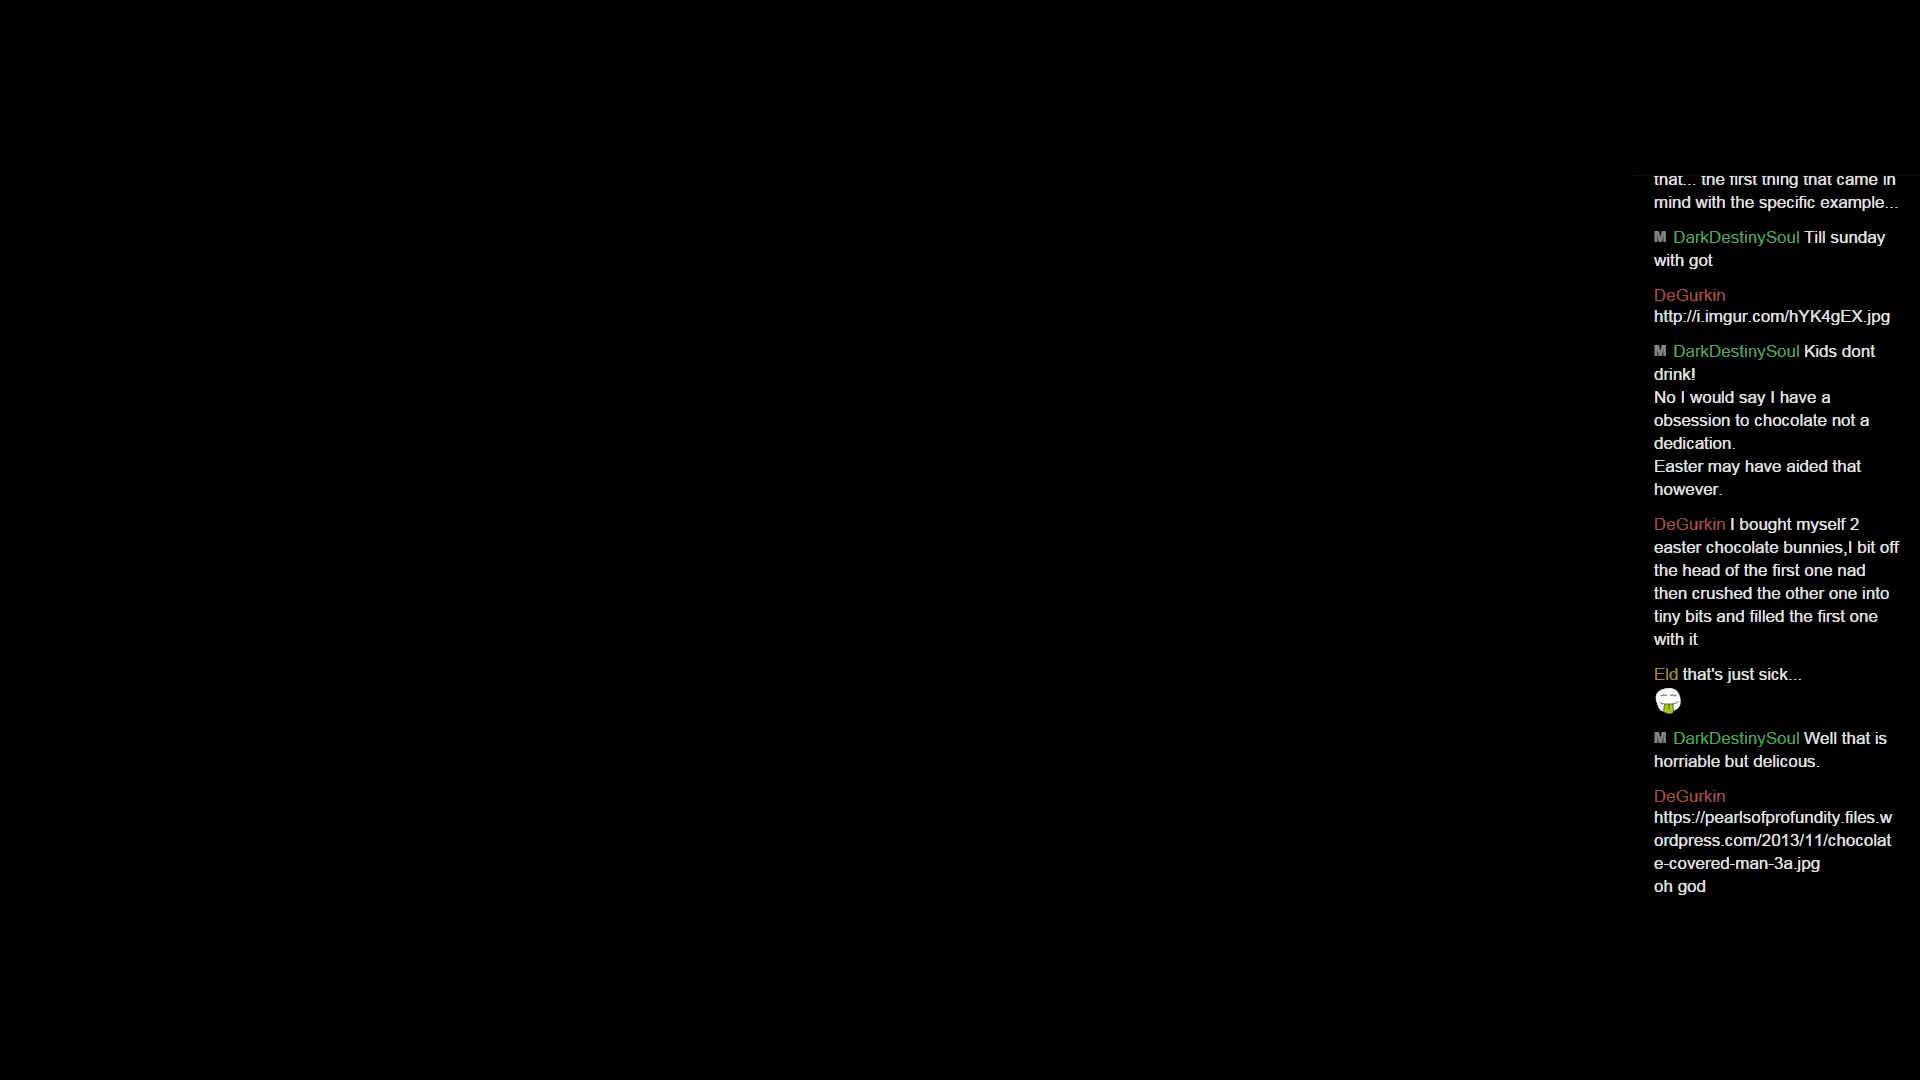 that... the first thing that came in
mind with the specific example...
M DarkDestinySoul Till sunday
with got
DeGurkin
http://i.imgur.com/hYK4gEX.jpg
M DarkDestinySoul Kids dont
drink!
No I would say I have a
obsession to chocolate not a
dedication.
Easter may have aided that
however.
DeGurkin I bought myself 2
easter chocolate bunnies,I bit off
the head of the first one nad
then crushed the other one into
tiny bits and filled the first one
with it
Eld that's just sick...
M DarkDestinySoul Well that is
horriable but delicous.
DeGurkin
https://pearlsofprofundity.files.w
ordpress.com/2013/11/chocolat
e-covered-man-3a.jpg
oh god